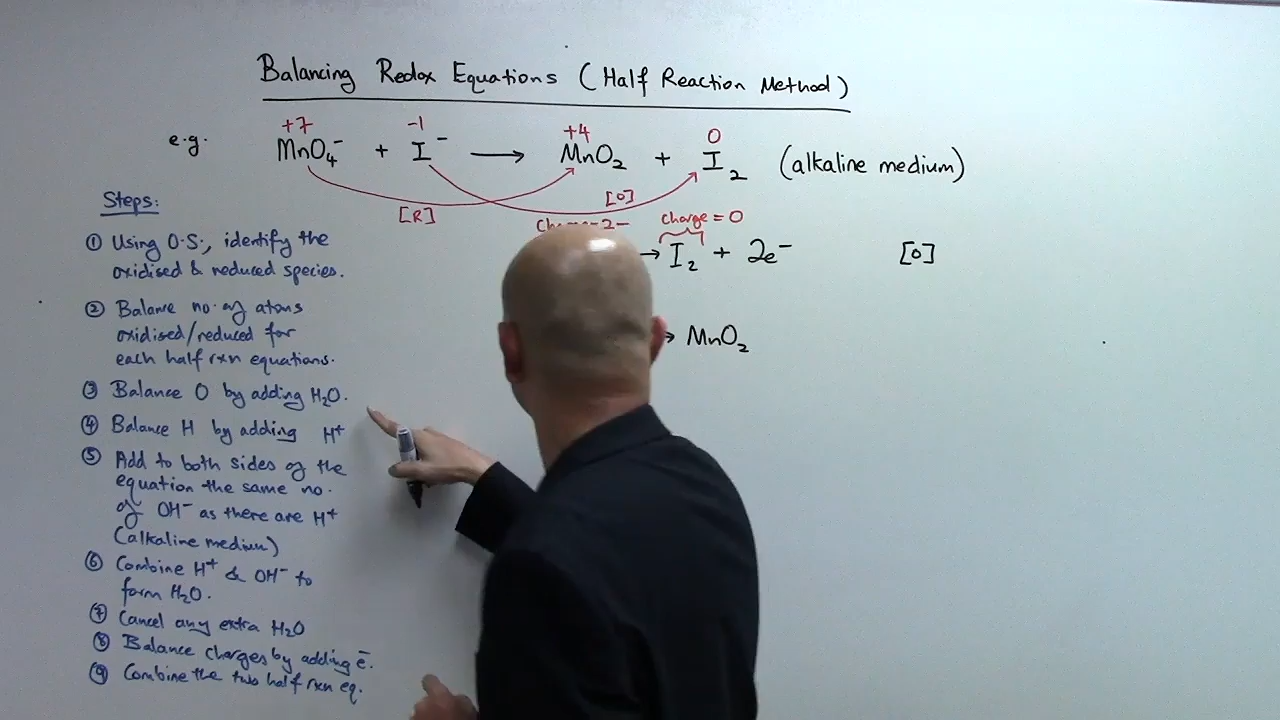 Balancing Redox Equations (Half Reaction Method)
+7 -1 +4 0
e.g. MnO₄⁻ + I⁻ ⟶ MnO₂ + I₂ (alkaline medium)
[R] [O]
charge = 0
→ I₂ + 2e⁻ [O]
→ MnO₂
Steps:
① Using O.S., identify the
oxidised & reduced species.
② Balance no. of atoms
oxidised/reduced for
each half rxn equations.
③ Balance O by adding H₂O.
④ Balance H by adding H⁺
⑤ Add to both sides of the
equation the same no.
of OH⁻ as there are H⁺
(alkaline medium)
⑥ Combine H⁺ & OH⁻ to
form H₂O.
⑦ Cancel any extra H₂O
⑧ Balance charges by adding e⁻.
⑨ Combine the two half rxn eq.